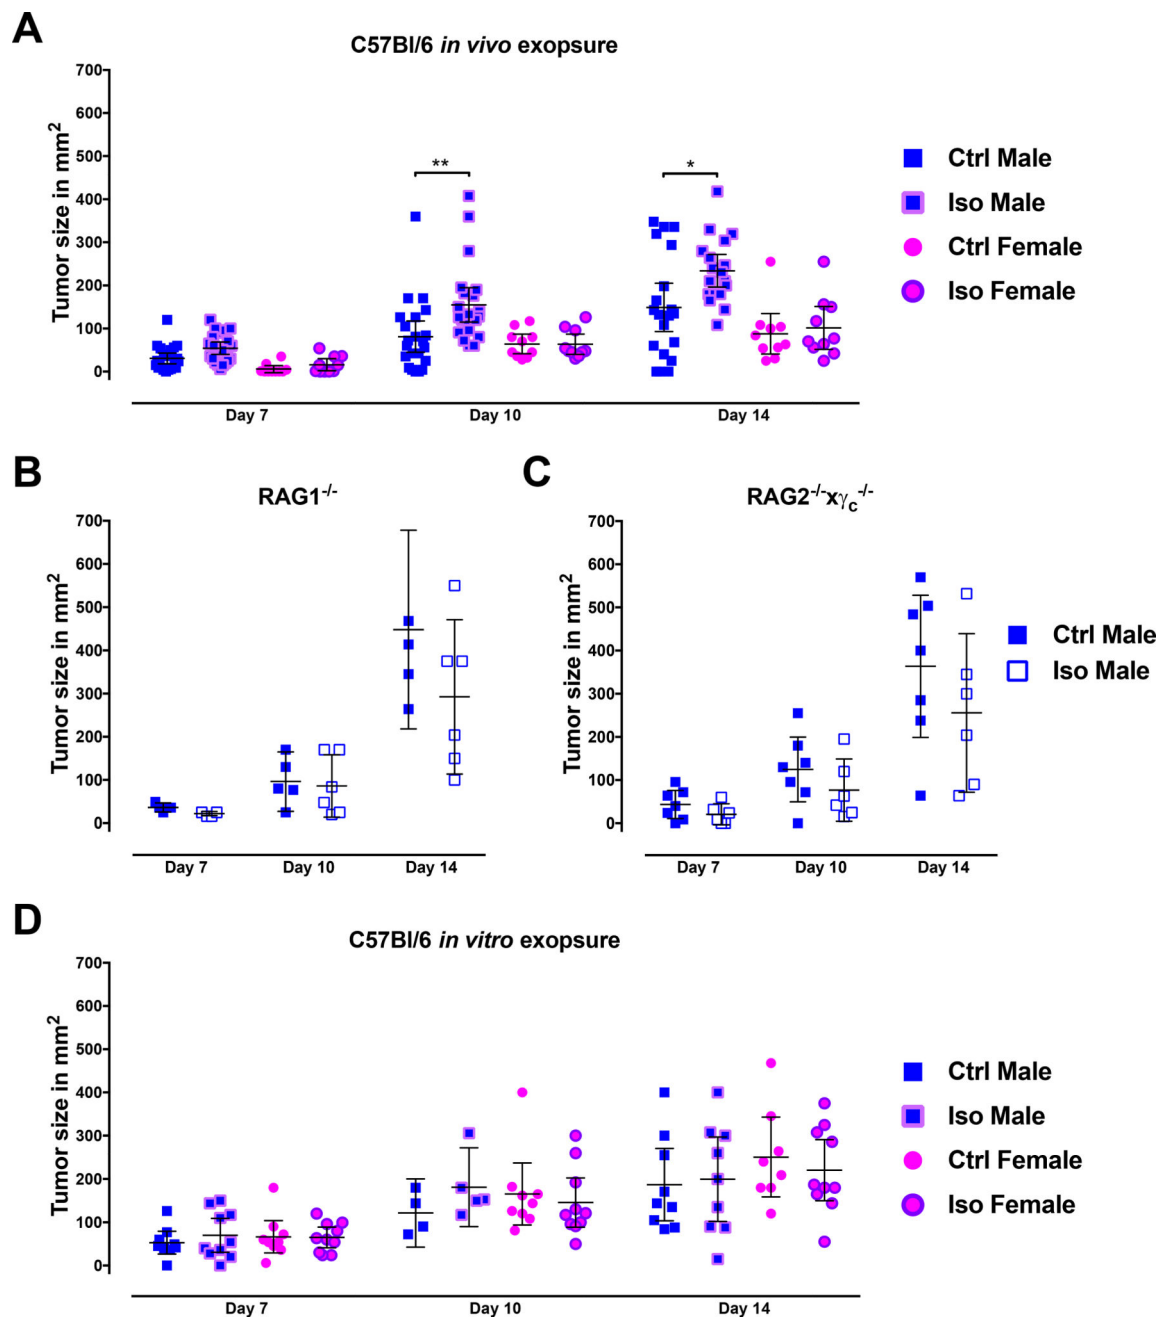 A
C57Bl/6 in vivo exopsure
Tumor size in mm²
700
600
500
400
300
200
100
0
**
*
Day 7
Day 10
Day 14
Ctrl Male
Iso Male
Ctrl Female
Iso Female
B
RAG1-/-
Tumor size in mm²
700
600
500
400
300
200
100
0
Day 7
Day 10
Day 14
C
RAG2-/-xγc-/-
Tumor size in mm²
700
600
500
400
300
200
100
0
Day 7
Day 10
Day 14
Ctrl Male
Iso Male
D
C57Bl/6 in vitro exopsure
Tumor size in mm²
700
600
500
400
300
200
100
0
Day 7
Day 10
Day 14
Ctrl Male
Iso Male
Ctrl Female
Iso Female